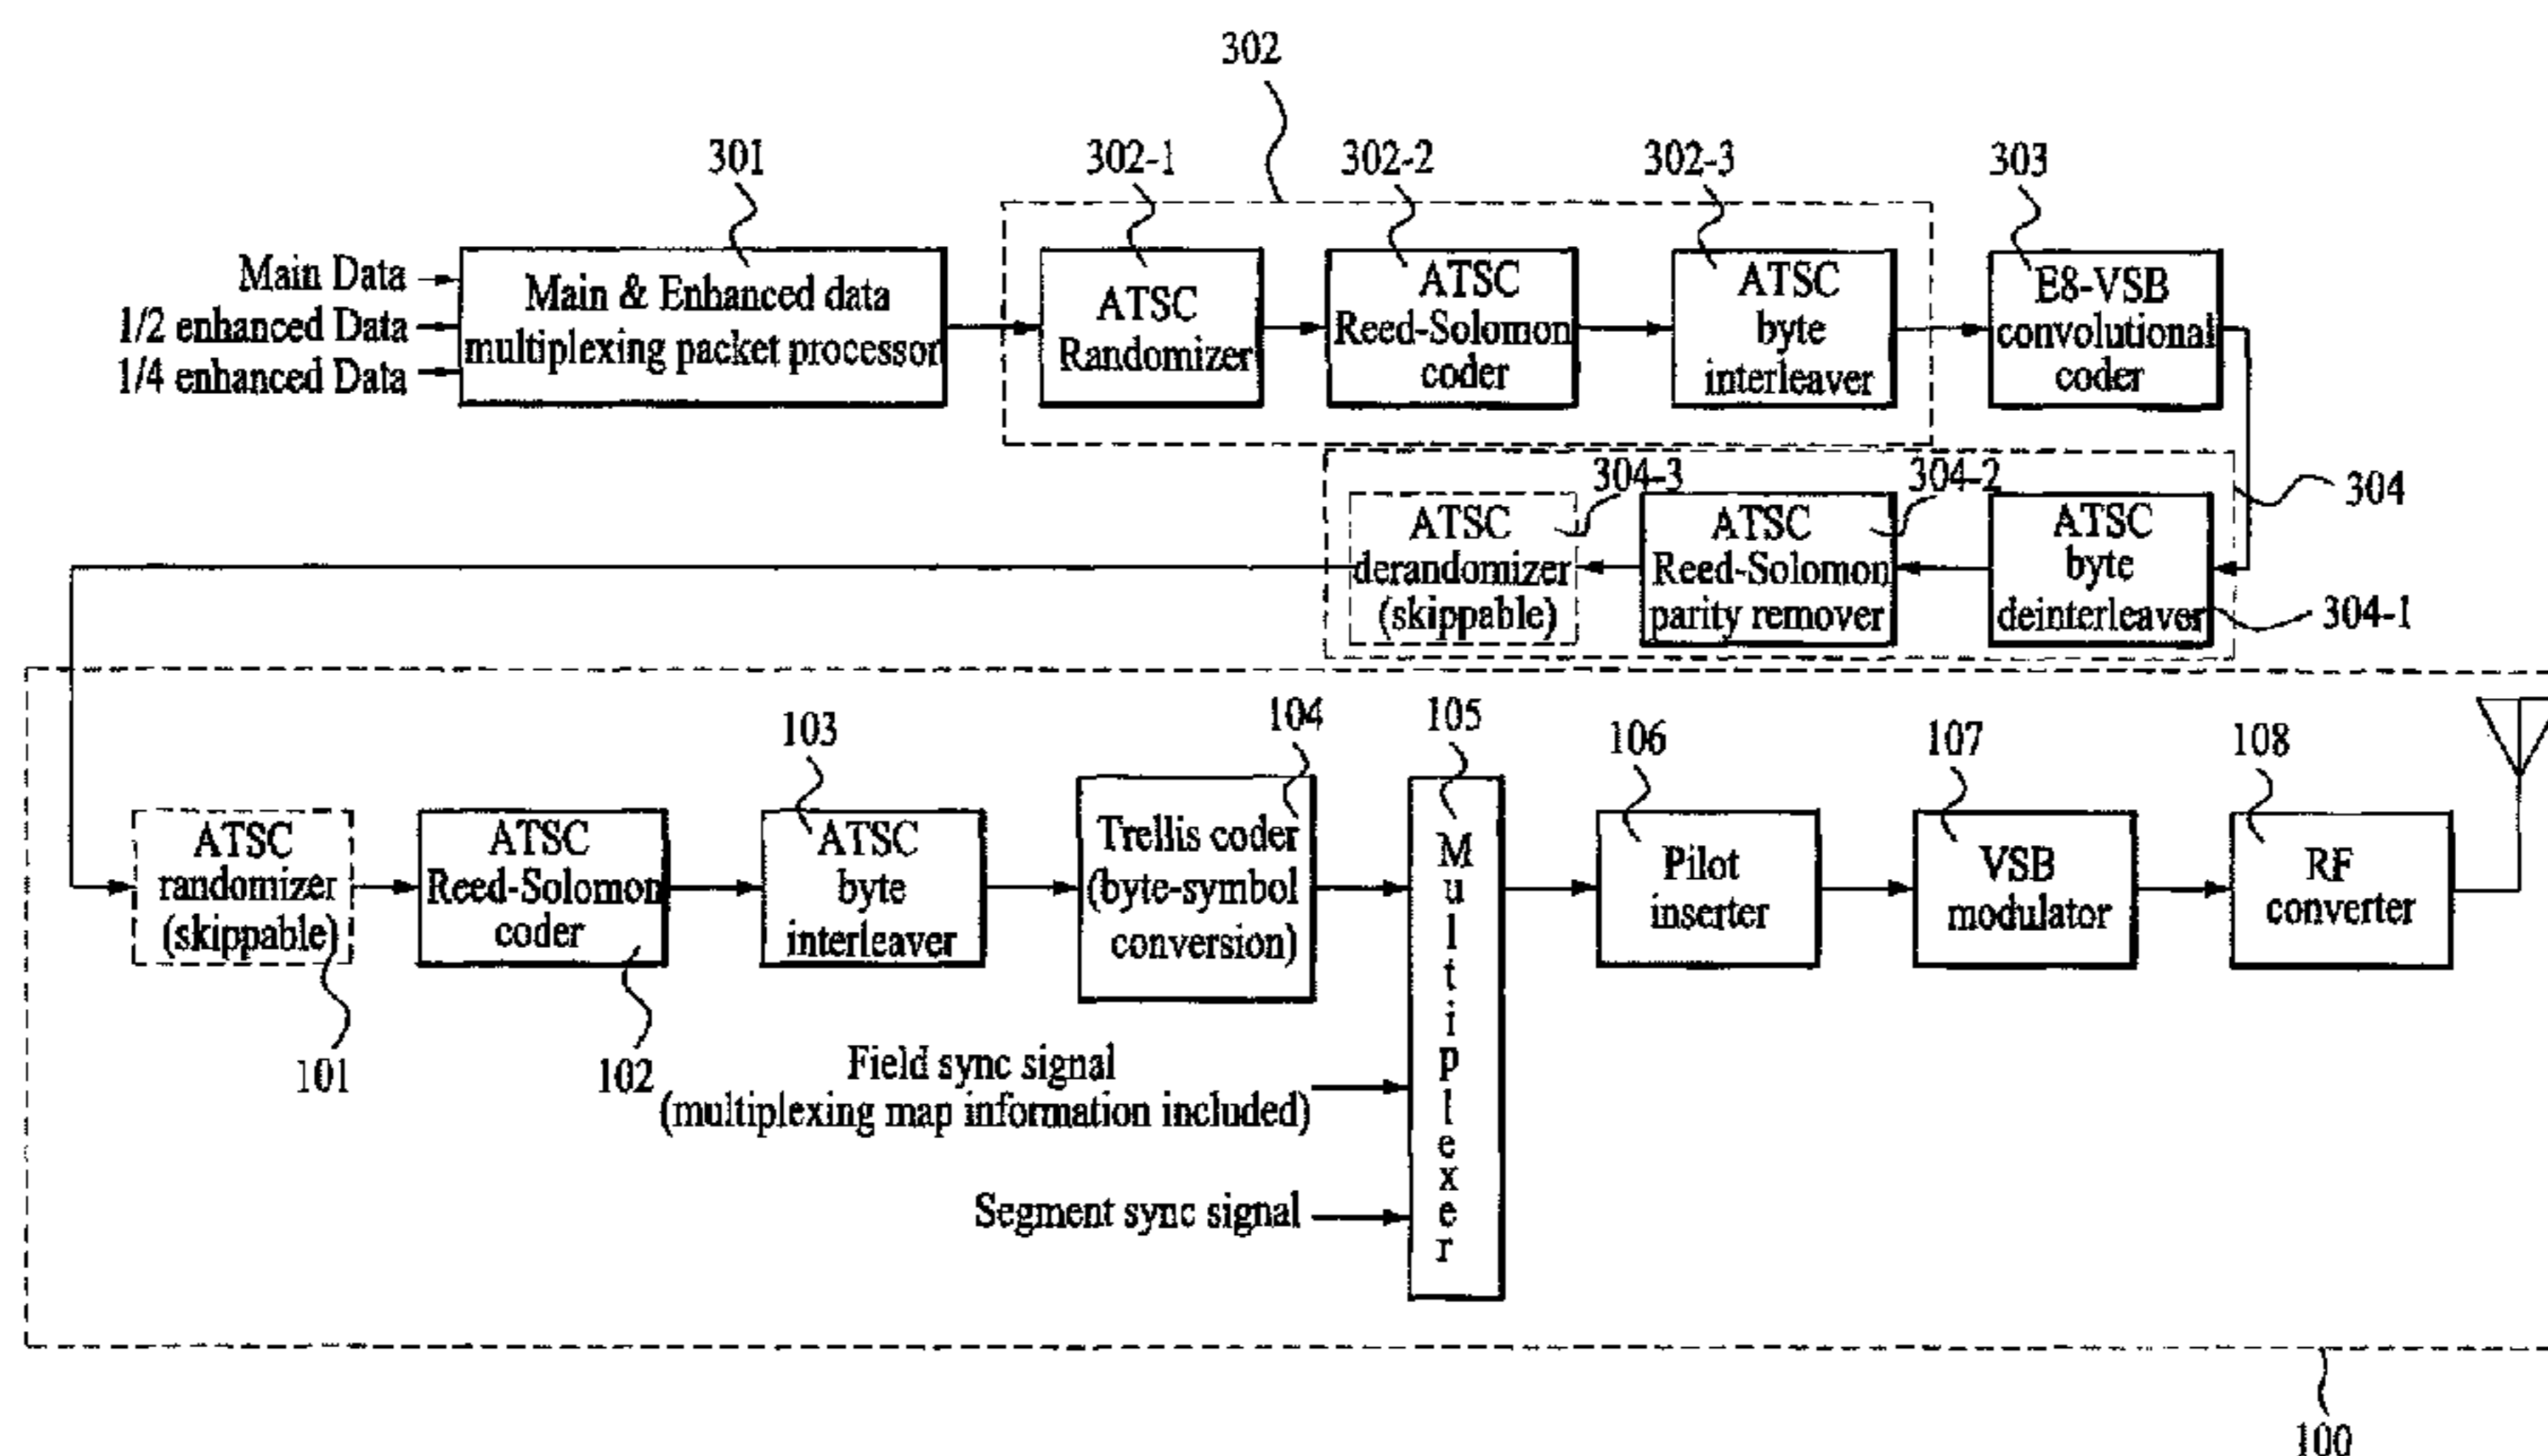 302
301
302-1
302-2
302-3
303
Main Data
1/2 enhanced Data
1/4 enhanced Data
Main & Enhanced data
multiplexing packet processor
ATSC
Randomizer
ATSC
Reed-Solomon
coder
ATSC
byte
interleaver
E8-VSB
convolutional
coder
304-3
304-2
304
ATSC
derandomizer
(skippable)
ATSC
Reed-Solomon
parity remover
ATSC
byte
deinterleaver
304-1
103
104
105
106
107
108
ATSC
randomizer
(skippable)
ATSC
Reed-Solomon
coder
ATSC
byte
interleaver
Trellis coder
(byte-symbol
conversion)
Multiplexer
Pilot
inserter
VSB
modulator
RF
converter
101
102
Field sync signal
(multiplexing map information included)
Segment sync signal
100